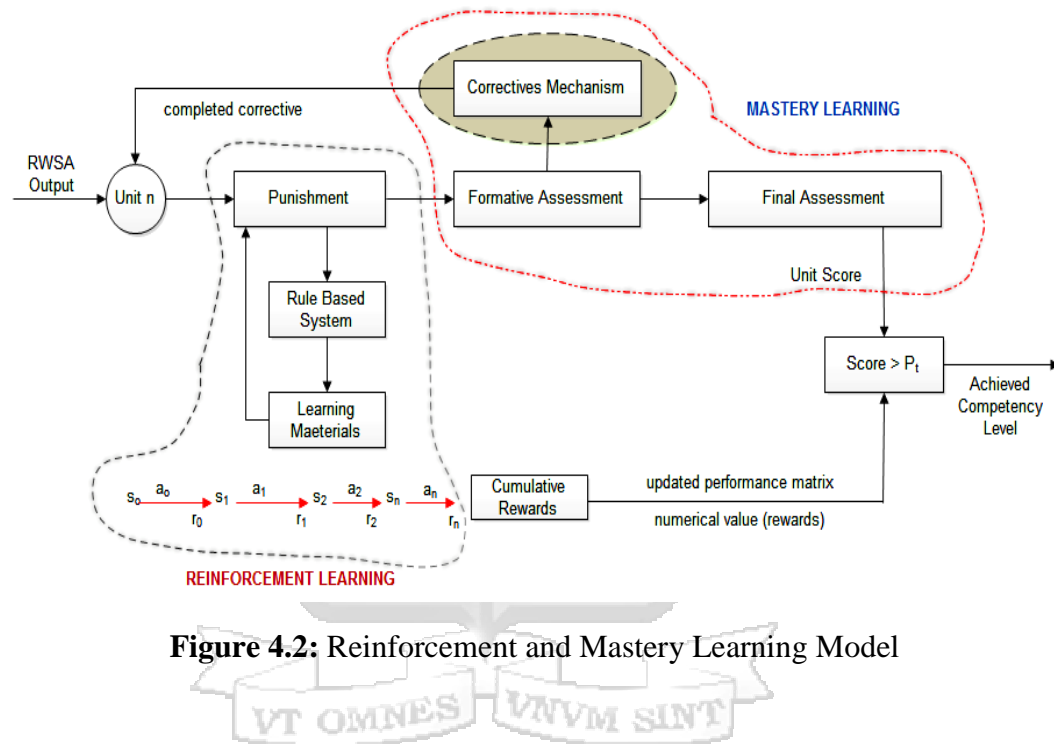 Correctives Mechanism
completed corrective
MASTERY LEARNING
RWSA
Output
Unit n
Punishment
Formative Assessment
Final Assessment
Unit Score
Rule Based
System
Score > Pt
Achieved
Competency
Level
Learning
Maeterials
so ao s1 a1 s2 a2 sn an
r0 r1 r2 rn
Cumulative
Rewards
updated performance matrix
numerical value (rewards)
REINFORCEMENT LEARNING
Figure 4.2: Reinforcement and Mastery Learning Model
VT OMNES VNVM SINT